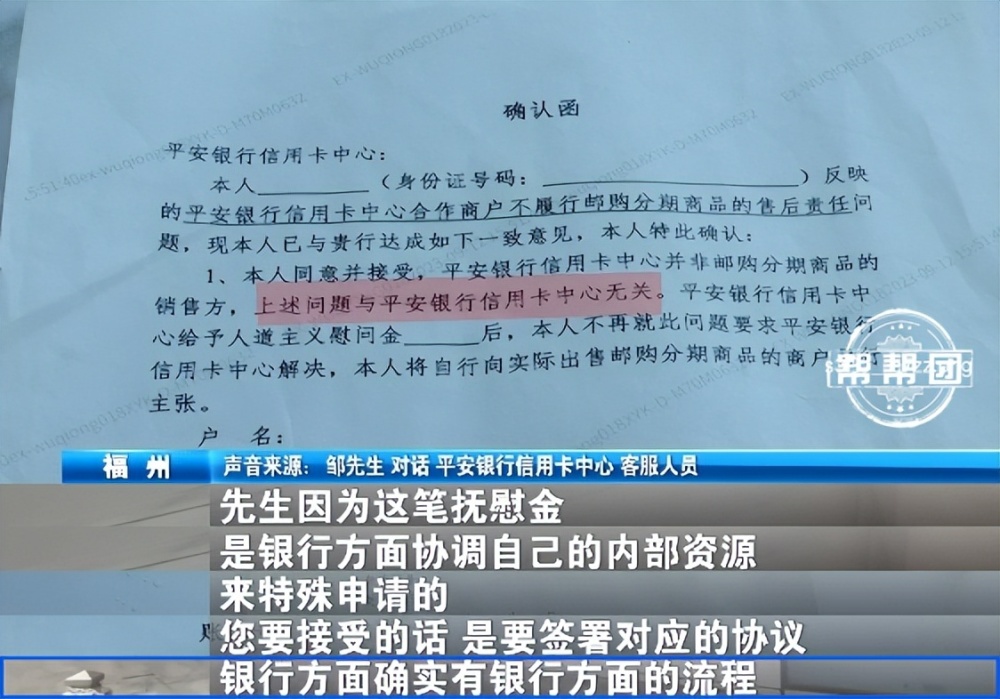 确认函
平安银行信用卡中心：
本人________（身份证号码：____________________）反映
的平安银行信用卡中心合作商户不履行邮购分期商品的售后责任问
题，现本人已与贵行达成如下一致意见，本人特此确认：
1、本人同意并接受，平安银行信用卡中心并非邮购分期商品的
销售方，上述问题与平安银行信用卡中心无关。平安银行信用卡中
心给予人道主义慰问金______后，本人不再就此问题要求平安银行
信用卡中心解决，本人将自行向实际出售邮购分期商品的商户
主张。
帮帮团
户 名：
福州 声音来源：邹先生 对话 平安银行信用卡中心 客服人员
先生因为这笔抚慰金
是银行方面协调自己的内部资源
来特殊申请的
账
您要接受的话 是要签署对应的协议
银行方面确实有银行方面的流程